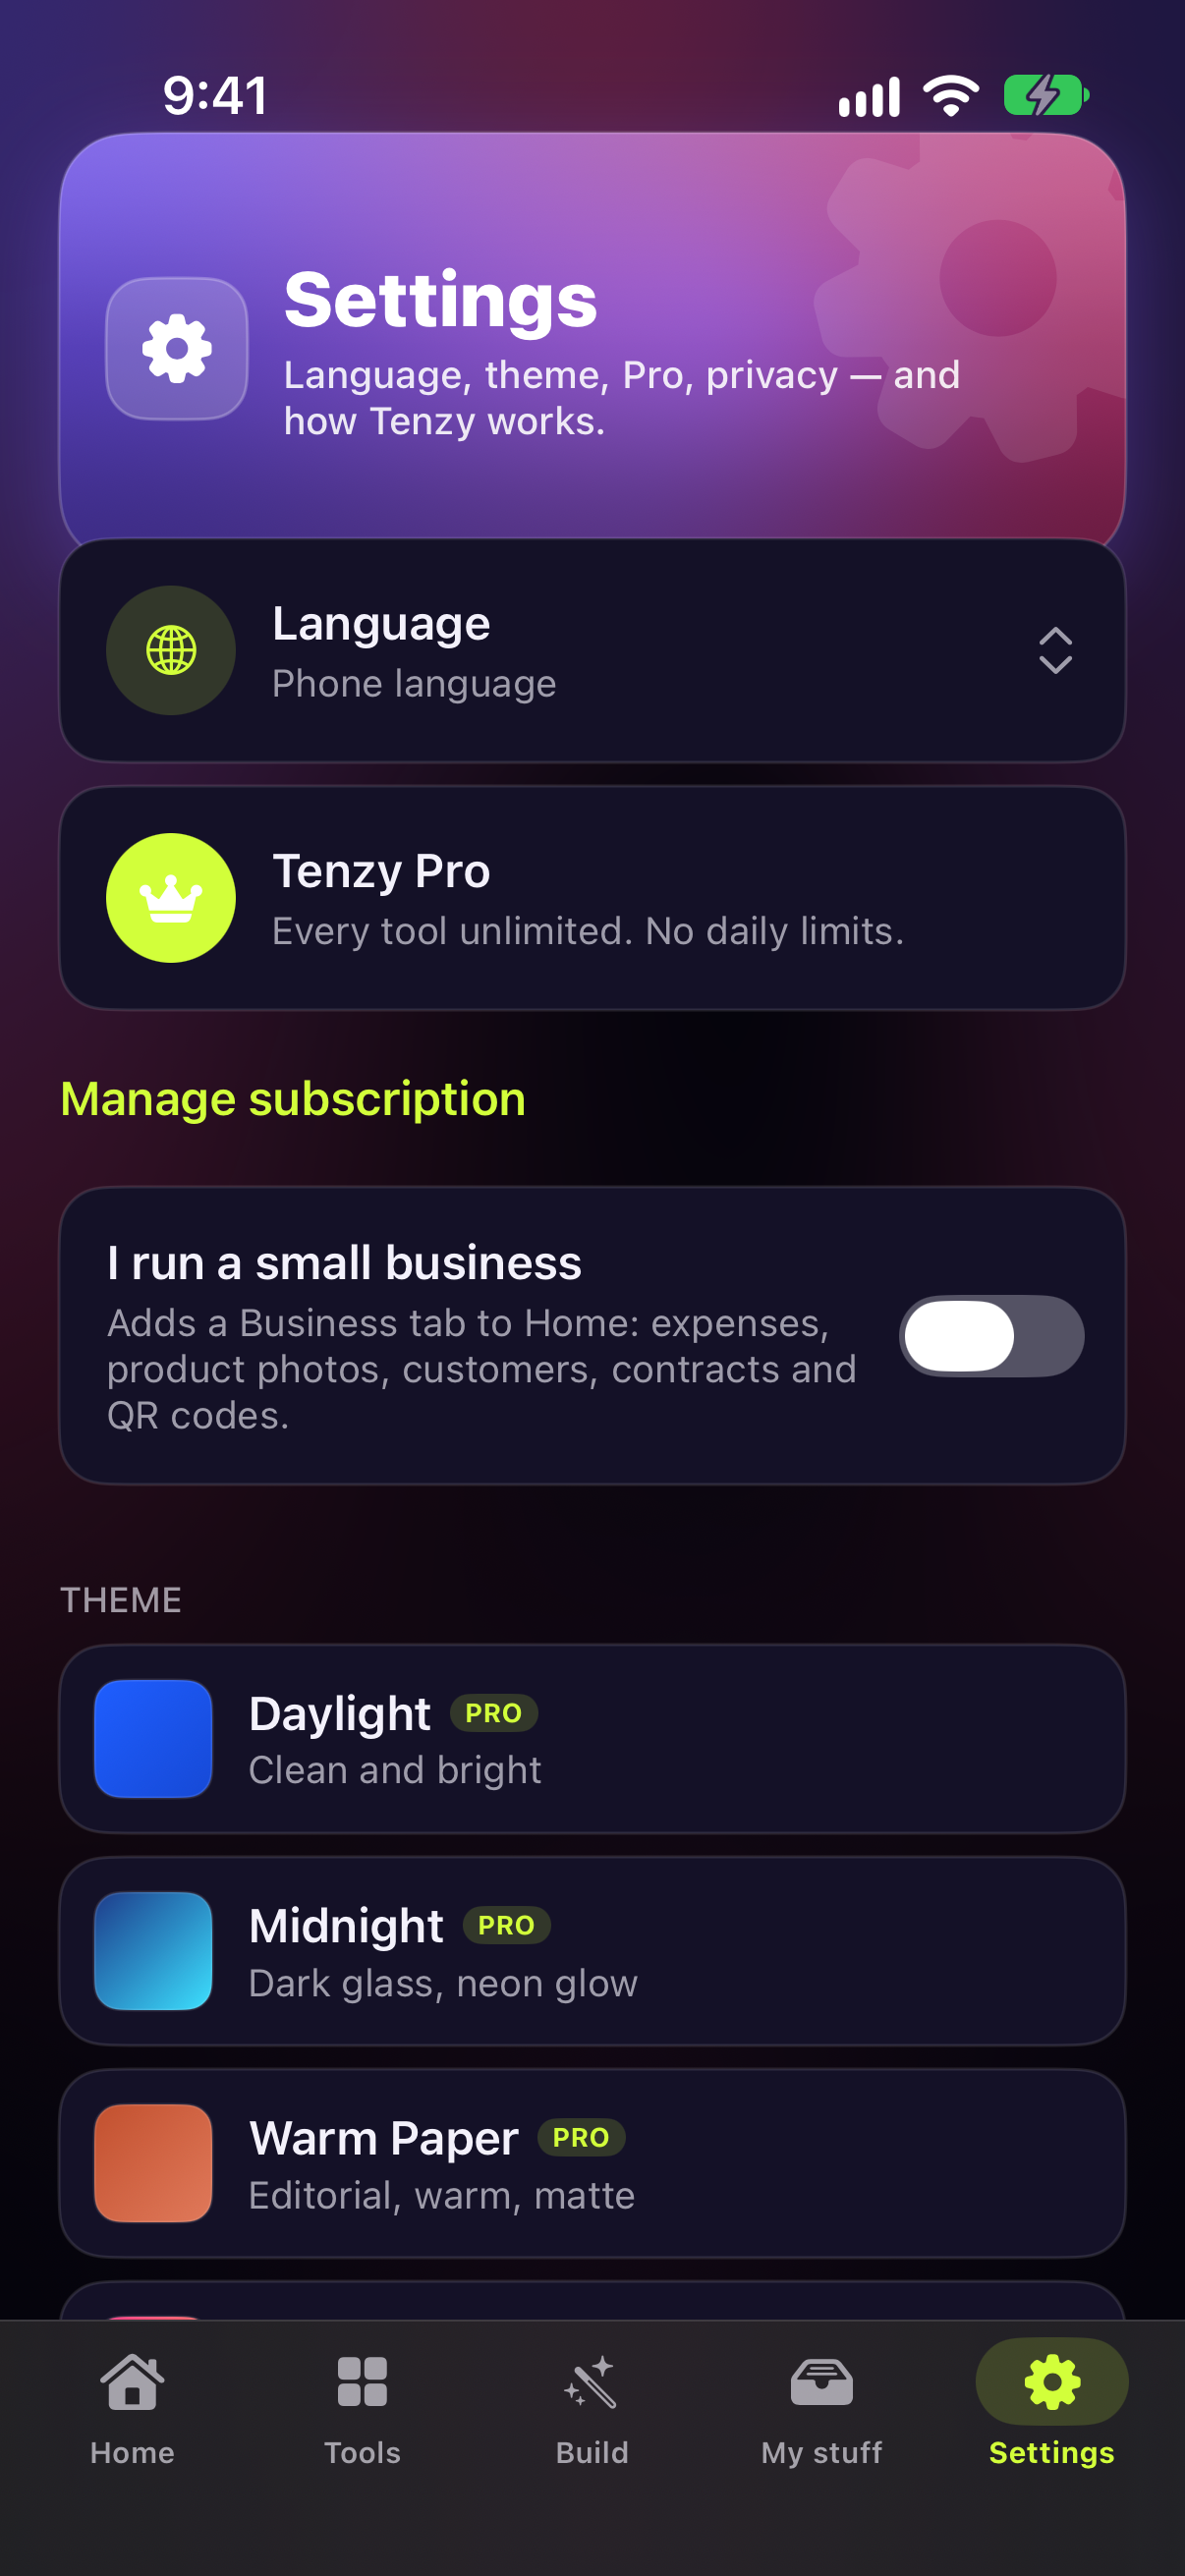 9:41
Settings
Language, theme, Pro, privacy — and
how Tenzy works.
Language
Phone language
Tenzy Pro
Every tool unlimited. No daily limits.
Manage subscription
I run a small business
Adds a Business tab to Home: expenses,
product photos, customers, contracts and
QR codes.
THEME
Daylight PRO
Clean and bright
Midnight PRO
Dark glass, neon glow
Warm Paper PRO
Editorial, warm, matte
Home Tools Build My stuff Settings